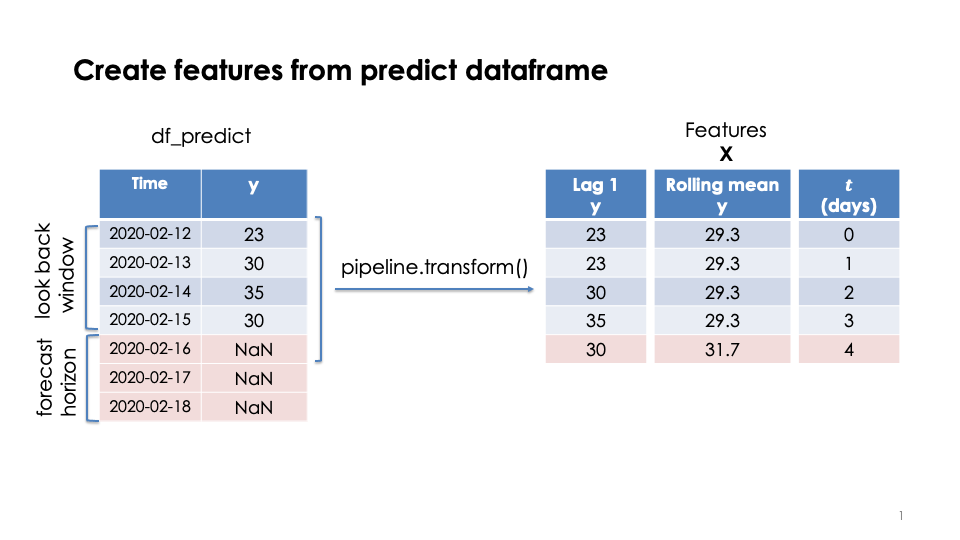 Create features from predict dataframe
df_predict
Time y
look back
window
2020-02-12 23
2020-02-13 30
2020-02-14 35
2020-02-15 30
forecast
horizon
2020-02-16 NaN
2020-02-17 NaN
2020-02-18 NaN
pipeline.transform()
Features
X
Lag 1 Rolling mean t
y y (days)
23 29.3 0
23 29.3 1
30 29.3 2
35 29.3 3
30 31.7 4
1